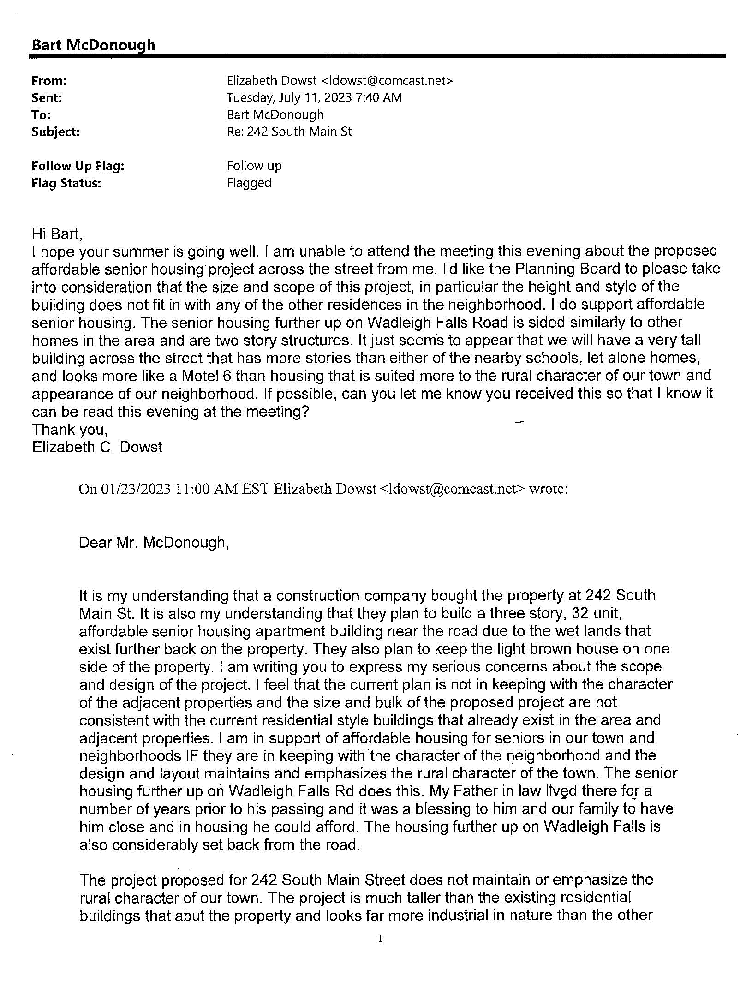 Bart McDonough
From: Elizabeth Dowst <ldowst@comcast.net>
Sent: Tuesday, July 11, 2023 7:40 AM
To: Bart McDonough
Subject: Re: 242 South Main St
Follow Up Flag: Follow up
Flag Status: Flagged
Hi Bart,
I hope your summer is going well. I am unable to attend the meeting this evening about the proposed
affordable senior housing project across the street from me. I'd like the Planning Board to please take
into consideration that the size and scope of this project, in particular the height and style of the
building does not fit in with any of the other residences in the neighborhood. I do support affordable
senior housing. The senior housing further up on Wadleigh Falls Road is sided similarly to other
homes in the area and are two story structures. It just seems to appear that we will have a very tall
building across the street that has more stories than either of the nearby schools, let alone homes,
and looks more like a Motel 6 than housing that is suited more to the rural character of our town and
appearance of our neighborhood. If possible, can you let me know you received this so that I know it
can be read this evening at the meeting?
Thank you,
Elizabeth C. Dowst
On 01/23/2023 11:00 AM EST Elizabeth Dowst <ldowst@comcast.net> wrote:
Dear Mr. McDonough,
It is my understanding that a construction company bought the property at 242 South
Main St. It is also my understanding that they plan to build a three story, 32 unit,
affordable senior housing apartment building near the road due to the wet lands that
exist further back on the property. They also plan to keep the light brown house on one
side of the property. I am writing you to express my serious concerns about the scope
and design of the project. I feel that the current plan is not in keeping with the character
of the adjacent properties and the size and bulk of the proposed project are not
consistent with the current residential style buildings that already exist in the area and
adjacent properties. I am in support of affordable housing for seniors in our town and
neighborhoods IF they are in keeping with the character of the neighborhood and the
design and layout maintains and emphasizes the rural character of the town. The senior
housing further up on Wadleigh Falls Rd does this. My Father in law lived there for a
number of years prior to his passing and it was a blessing to him and our family to have
him close and in housing he could afford. The housing further up on Wadleigh Falls is
also considerably set back from the road.
The project proposed for 242 South Main Street does not maintain or emphasize the
rural character of our town. The project is much taller than the existing residential
buildings that abut the property and looks far more industrial in nature than the other
1